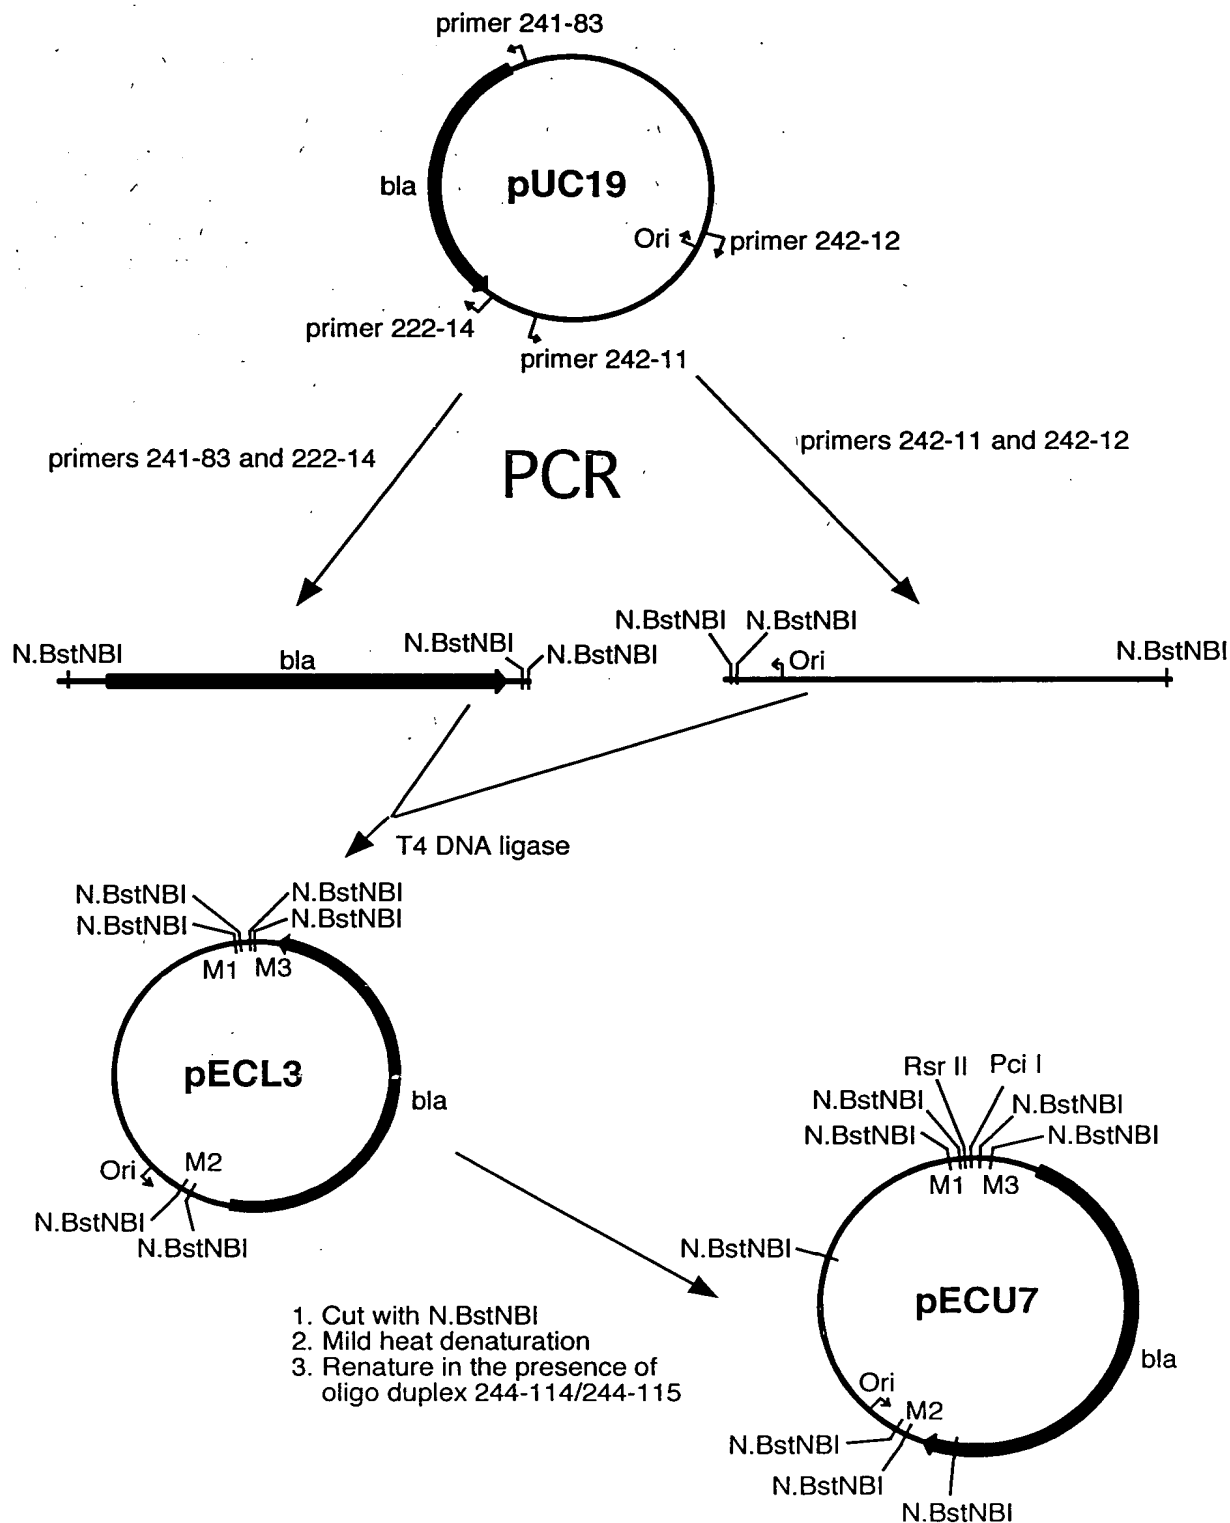 primer 241-83
bla
pUC19
Ori
primer 242-12
primer 222-14
primer 242-11
primers 241-83 and 222-14
PCR
primers 242-11 and 242-12
N.BstNBI
bla
N.BstNBI
N.BstNBI
N.BstNBI
N.BstNBI
Ori
N.BstNBI
T4 DNA ligase
N.BstNBI
N.BstNBI
N.BstNBI
N.BstNBI
M1
M3
pECL3
bla
Ori
M2
N.BstNBI
N.BstNBI
1. Cut with N.BstNBI
2. Mild heat denaturation
3. Renature in the presence of
oligo duplex 244-114/244-115
Rsr II
Pci I
N.BstNBI
N.BstNBI
N.BstNBI
N.BstNBI
M1
M3
N.BstNBI
pECU7
bla
Ori
M2
N.BstNBI
N.BstNBI
N.BstNBI